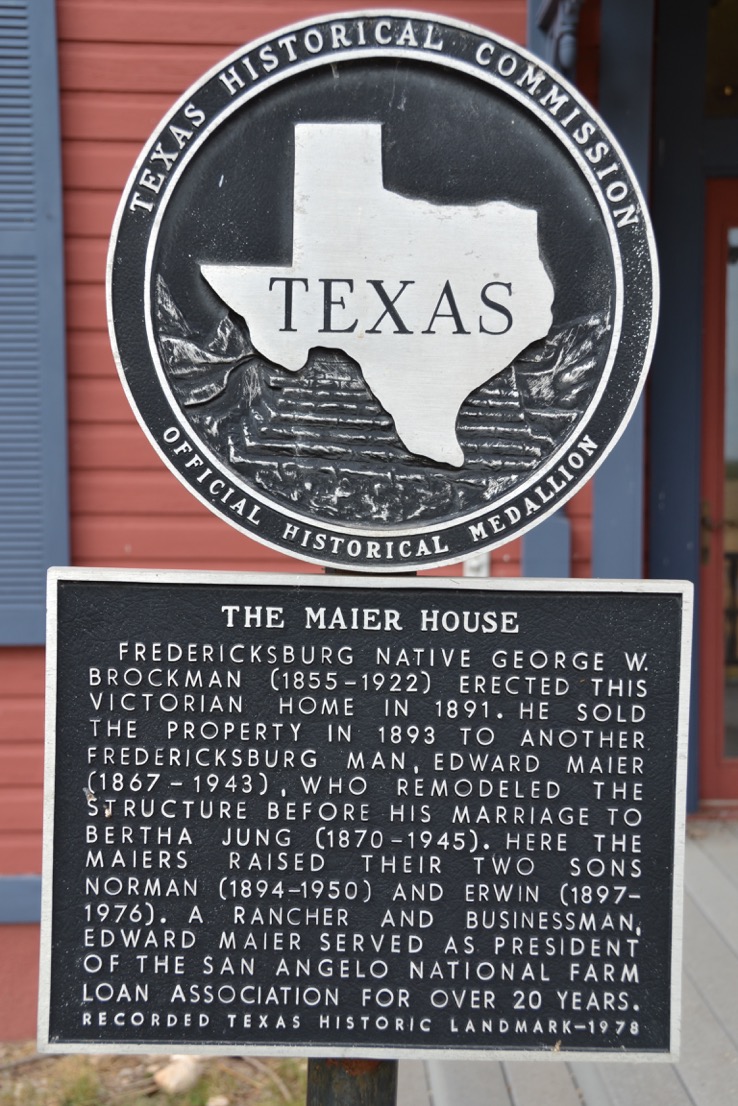 TEXAS HISTORICAL COMMISSION
TEXAS
OFFICIAL HISTORICAL MEDALLION
THE MAIER HOUSE
FREDERICKSBURG NATIVE GEORGE W.
BROCKMAN (1855-1922) ERECTED THIS
VICTORIAN HOME IN 1891. HE SOLD
THE PROPERTY IN 1893 TO ANOTHER
FREDERICKSBURG MAN, EDWARD MAIER
(1867-1943), WHO REMODELED THE
STRUCTURE BEFORE HIS MARRIAGE TO
BERTHA JUNG (1870-1945). HERE THE
MAIERS RAISED THEIR TWO SONS
NORMAN (1894-1950) AND ERWIN (1897-
1976). A RANCHER AND BUSINESSMAN,
EDWARD MAIER SERVED AS PRESIDENT
OF THE SAN ANGELO NATIONAL FARM
LOAN ASSOCIATION FOR OVER 20 YEARS.
RECORDED TEXAS HISTORIC LANDMARK-1978